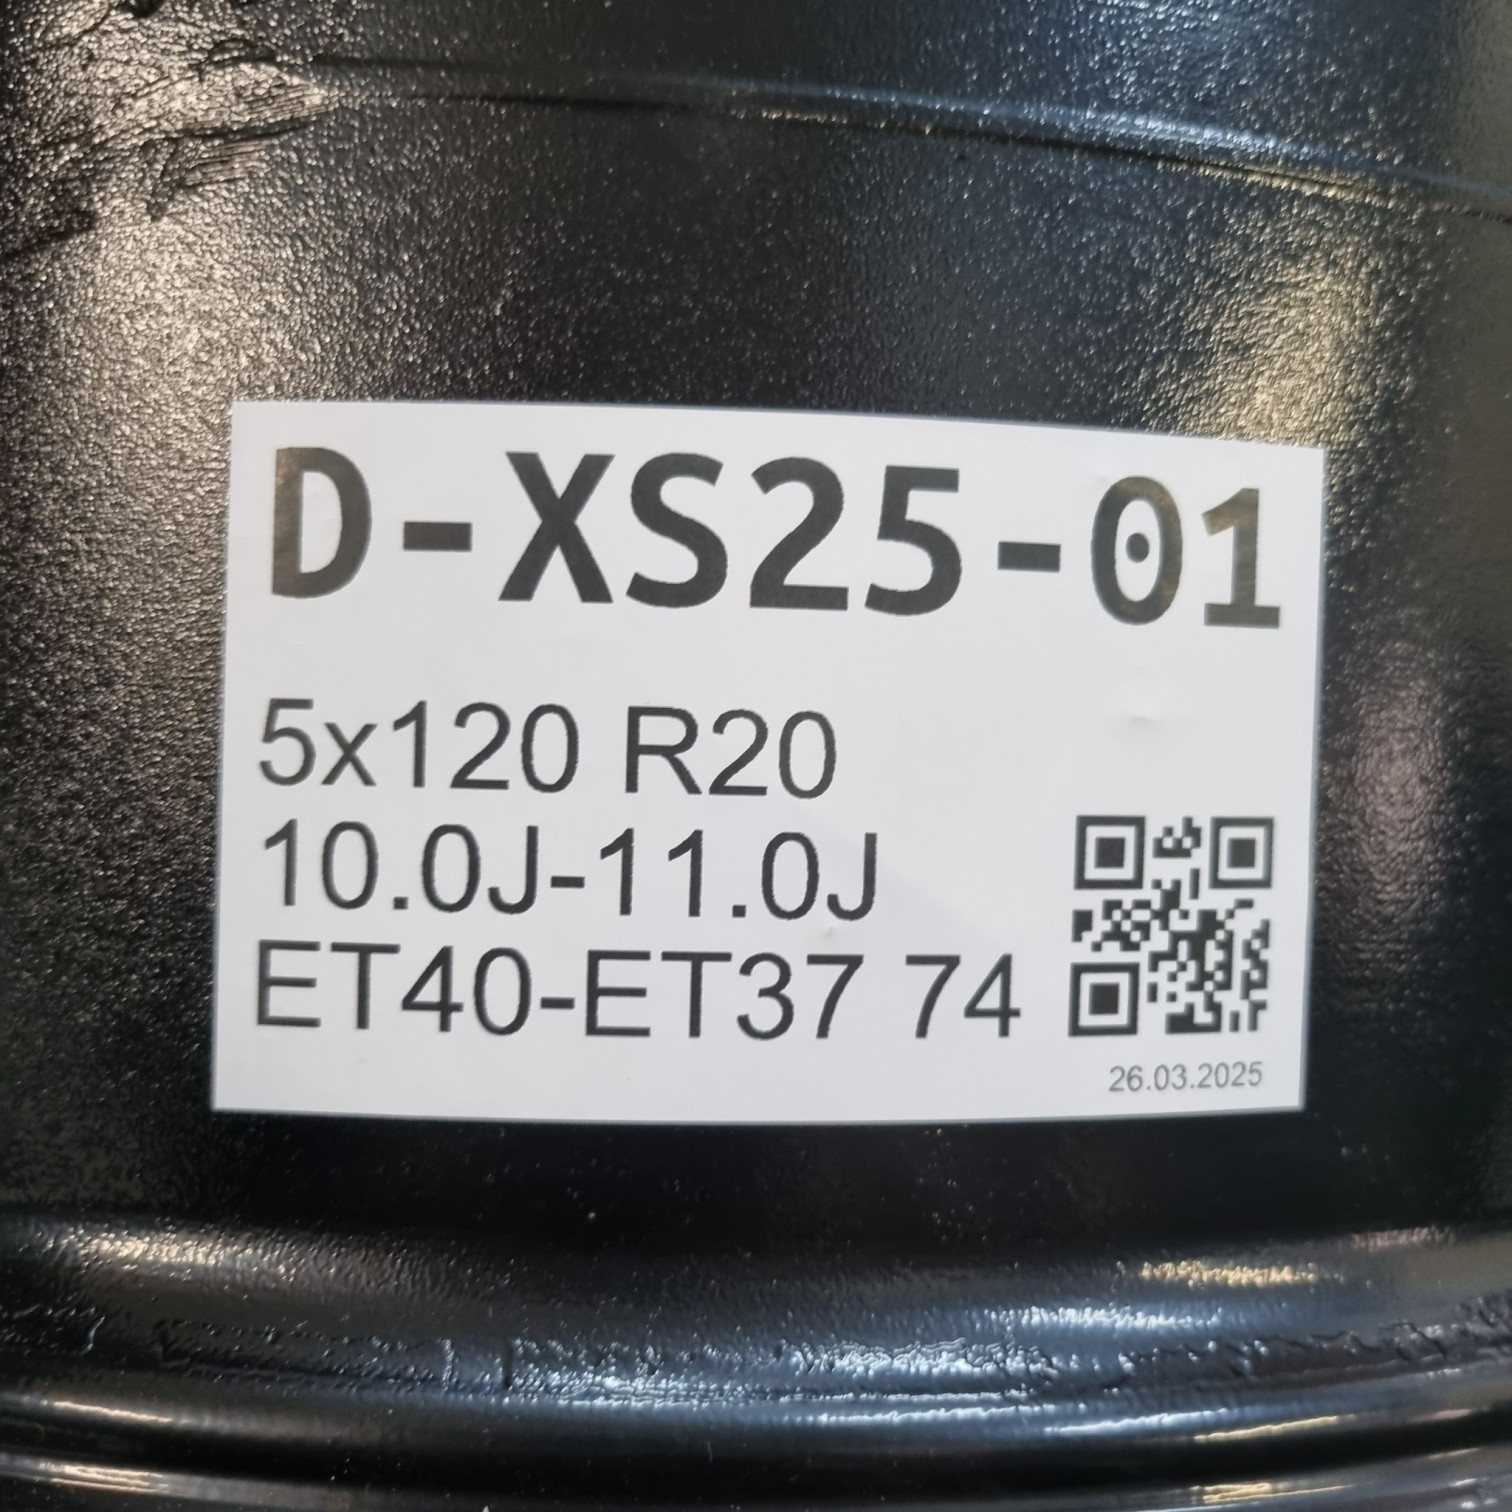 D-XS25-01
5x120 R20
10.0J-11.0J
ET40-ET37 74
26.03.2025